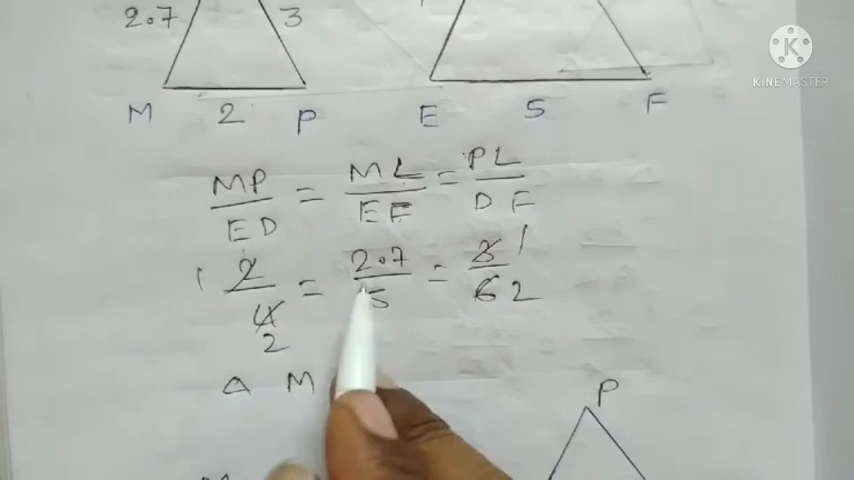 2.7 3
M 2 P E 5 F
KINEMASTER
MP/ED = ML/EF = PL/DF
1 2/4 2 = 2.7/5 = 3 1/6 2
△ M
P